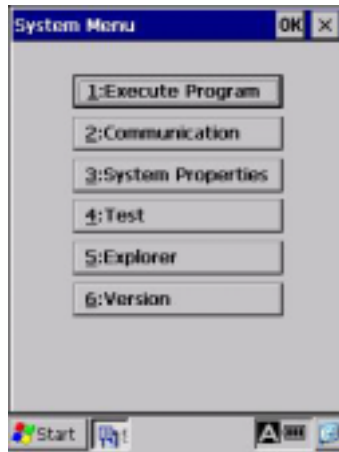 System Menu OK ×
1:Execute Program
2:Communication
3:System Properties
4:Test
5:Explorer
6:Version
Start A